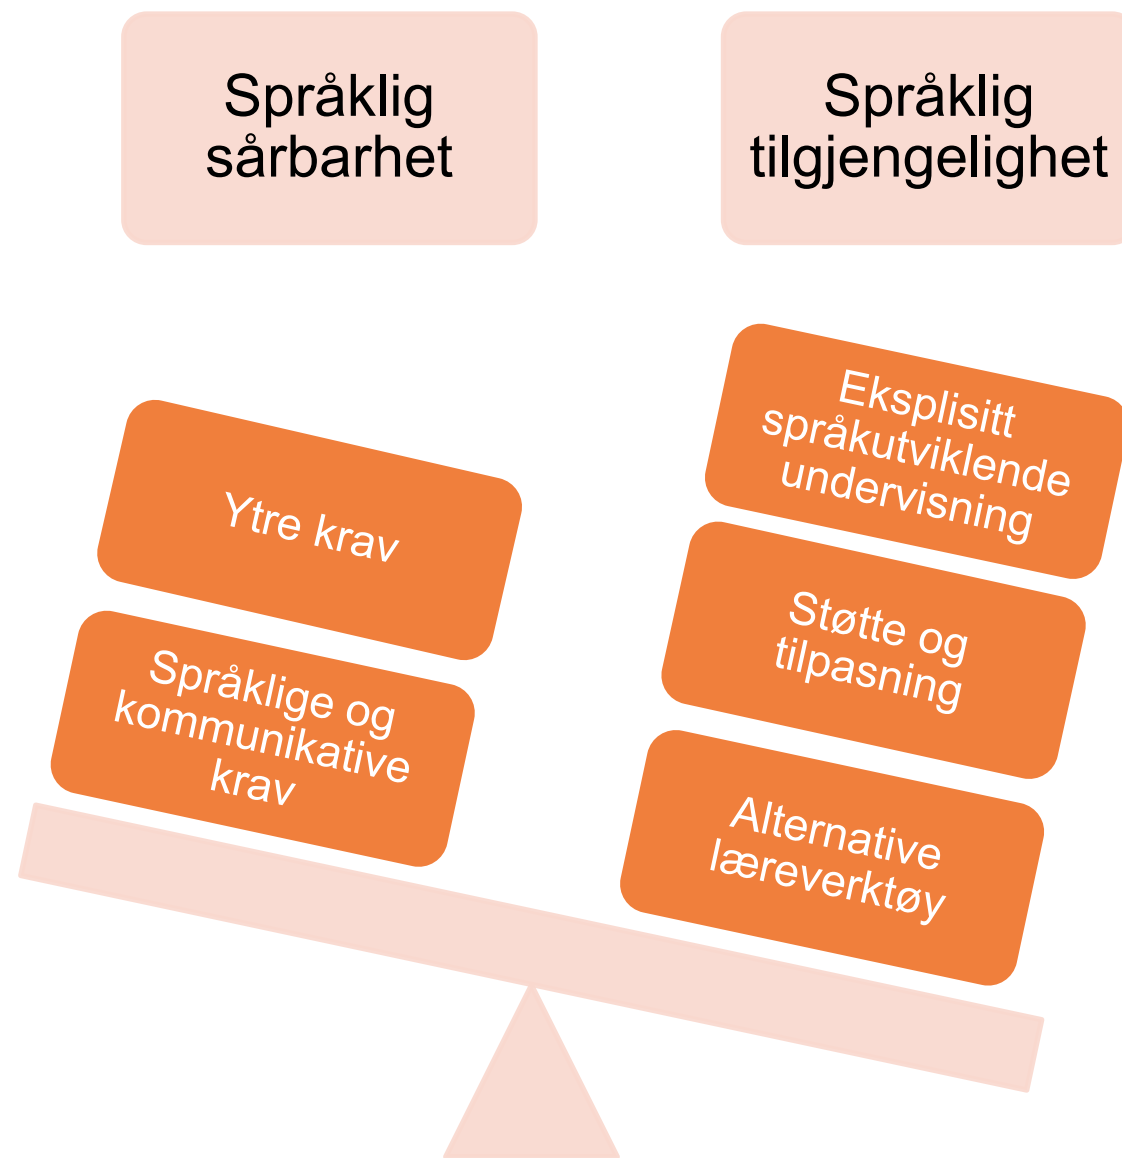 Språklig
sårbarhet
Språklig
tilgjengelighet
Ytre krav
Språklige og
kommunikative
krav
Eksplisitt
språkutviklende
undervisning
Støtte og
tilpasning
Alternative
læreverktøy